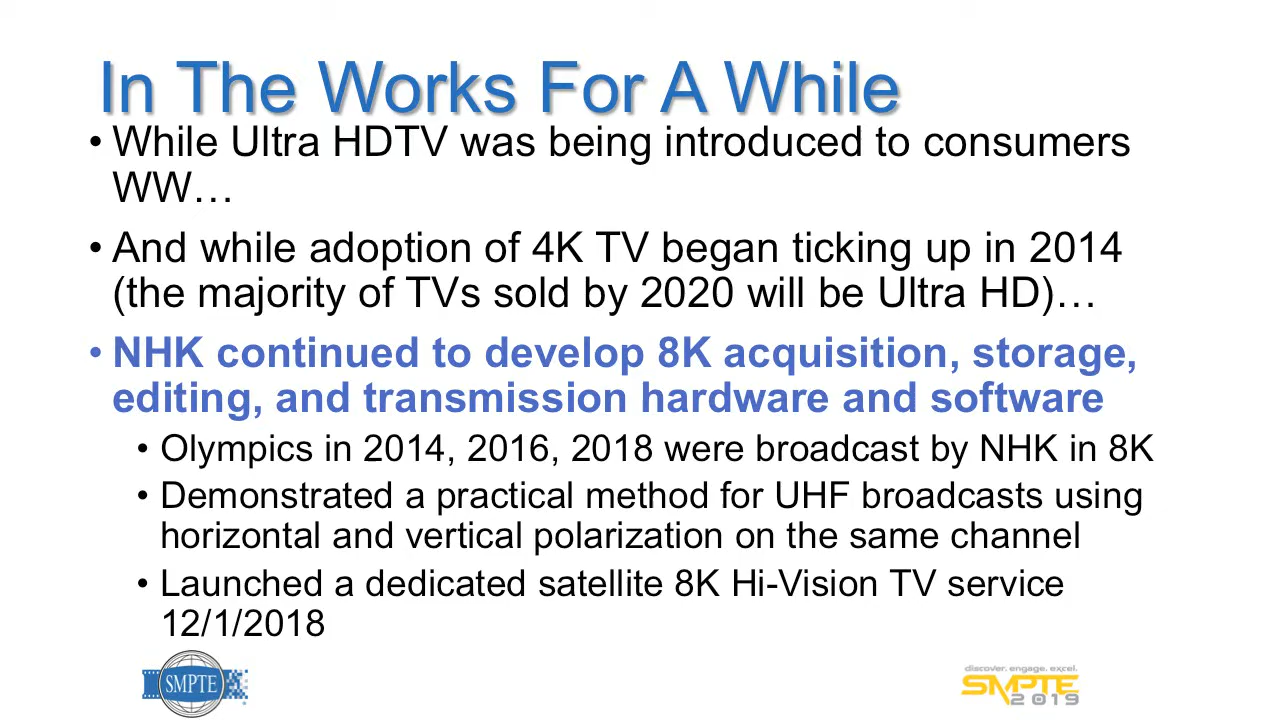 In The Works For A While
• While Ultra HDTV was being introduced to consumers
WW…
• And while adoption of 4K TV began ticking up in 2014
(the majority of TVs sold by 2020 will be Ultra HD)…
• NHK continued to develop 8K acquisition, storage,
editing, and transmission hardware and software
• Olympics in 2014, 2016, 2018 were broadcast by NHK in 8K
• Demonstrated a practical method for UHF broadcasts using
horizontal and vertical polarization on the same channel
• Launched a dedicated satellite 8K Hi-Vision TV service
12/1/2018
SMPTE
discover. engage. excel.
SMPTE
2019